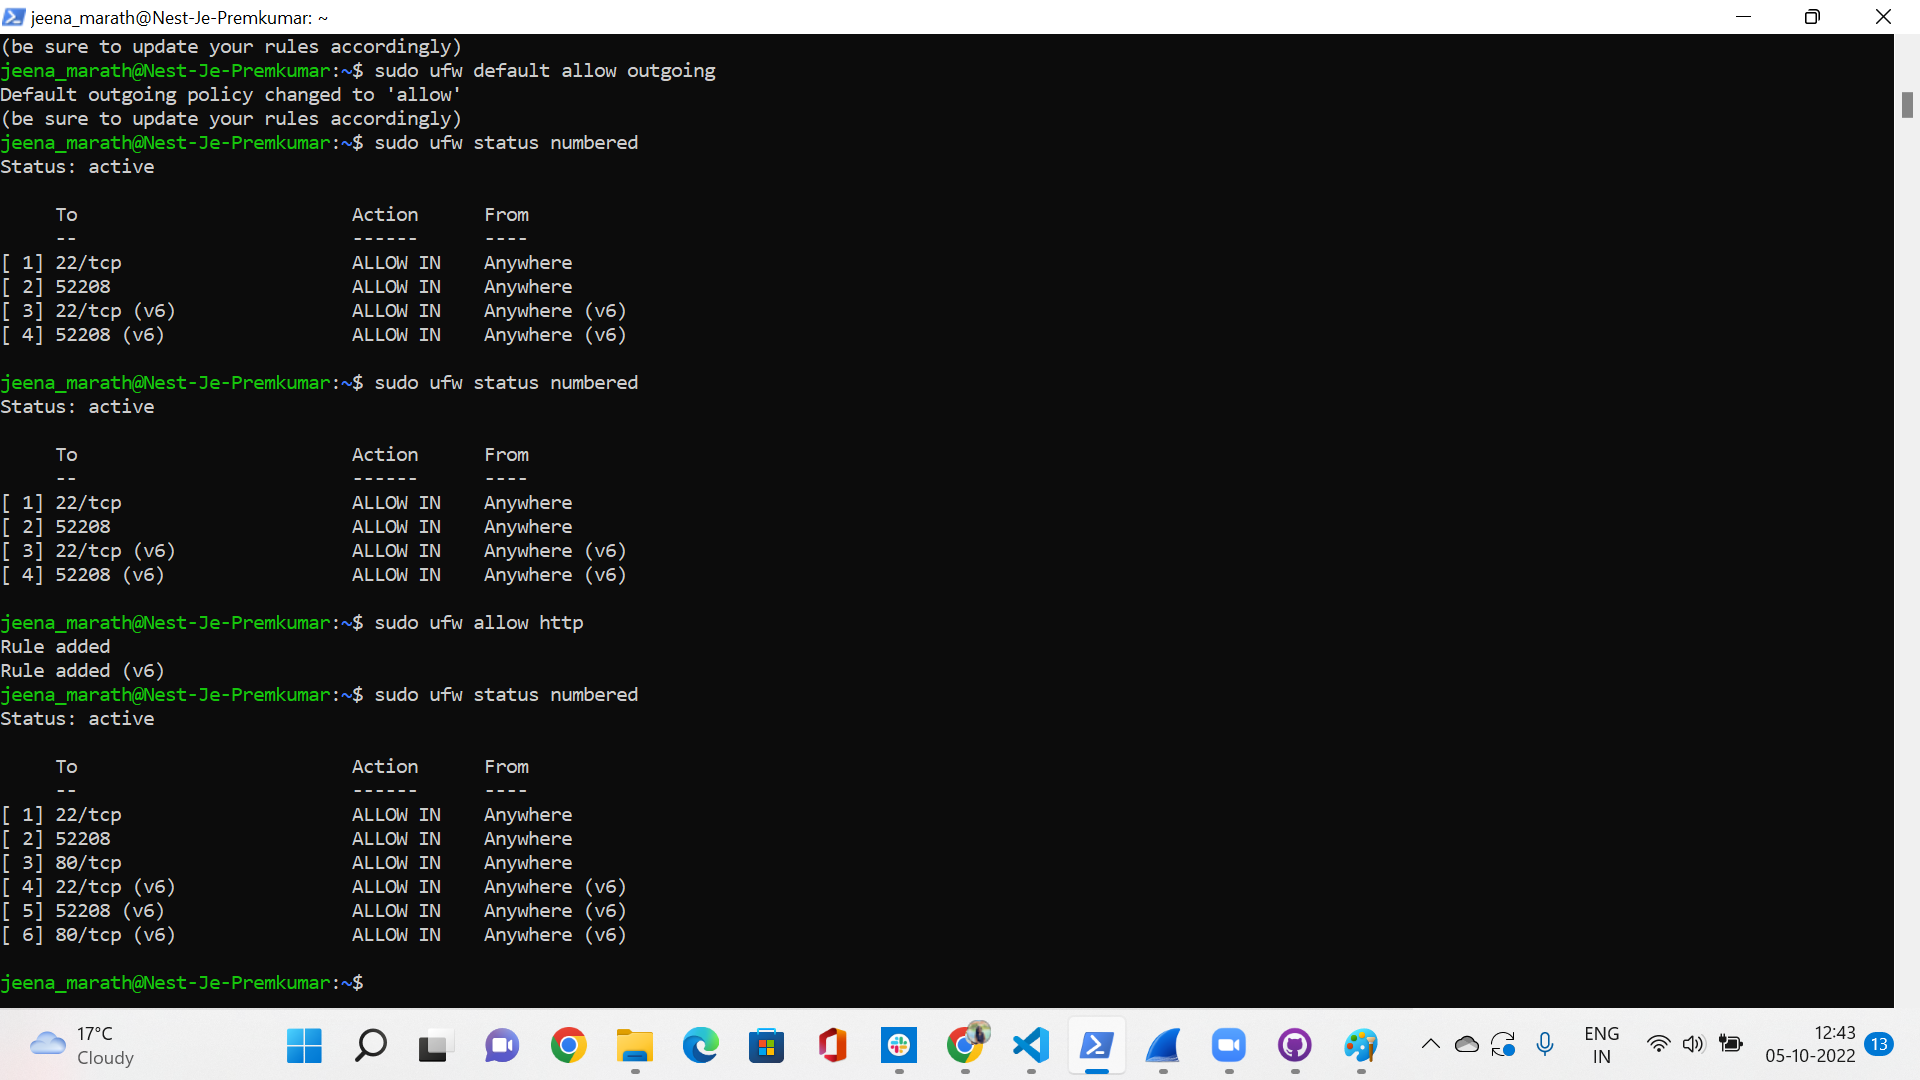 jeena_marath@Nest-Je-Premkumar: ~
(be sure to update your rules accordingly)
jeena_marath@Nest-Je-Premkumar:~$ sudo ufw default allow outgoing
Default outgoing policy changed to 'allow'
(be sure to update your rules accordingly)
jeena_marath@Nest-Je-Premkumar:~$ sudo ufw status numbered
Status: active
To Action From
-- ------ ----
[ 1] 22/tcp ALLOW IN Anywhere
[ 2] 52208 ALLOW IN Anywhere
[ 3] 22/tcp (v6) ALLOW IN Anywhere (v6)
[ 4] 52208 (v6) ALLOW IN Anywhere (v6)
jeena_marath@Nest-Je-Premkumar:~$ sudo ufw status numbered
Status: active
To Action From
-- ------ ----
[ 1] 22/tcp ALLOW IN Anywhere
[ 2] 52208 ALLOW IN Anywhere
[ 3] 22/tcp (v6) ALLOW IN Anywhere (v6)
[ 4] 52208 (v6) ALLOW IN Anywhere (v6)
jeena_marath@Nest-Je-Premkumar:~$ sudo ufw allow http
Rule added
Rule added (v6)
jeena_marath@Nest-Je-Premkumar:~$ sudo ufw status numbered
Status: active
To Action From
-- ------ ----
[ 1] 22/tcp ALLOW IN Anywhere
[ 2] 52208 ALLOW IN Anywhere
[ 3] 80/tcp ALLOW IN Anywhere
[ 4] 22/tcp (v6) ALLOW IN Anywhere (v6)
[ 5] 52208 (v6) ALLOW IN Anywhere (v6)
[ 6] 80/tcp (v6) ALLOW IN Anywhere (v6)
jeena_marath@Nest-Je-Premkumar:~$
17°C
Cloudy
ENG
IN
12:43
05-10-2022
13